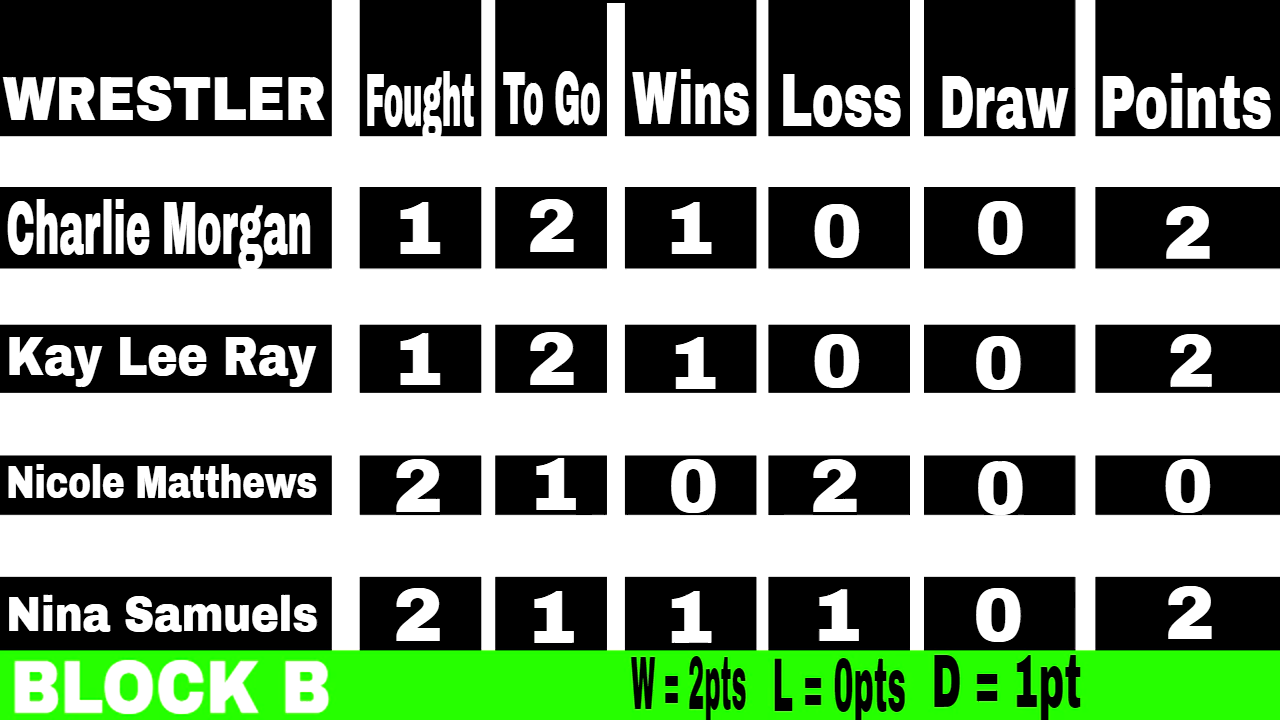 WRESTLER Fought To Go Wins Loss Draw Points
Charlie Morgan 1 2 1 0 0 2
Kay Lee Ray 1 2 1 0 0 2
Nicole Matthews 2 1 0 2 0 0
Nina Samuels 2 1 1 1 0 2
BLOCK B W = 2pts L = 0pts D = 1pt